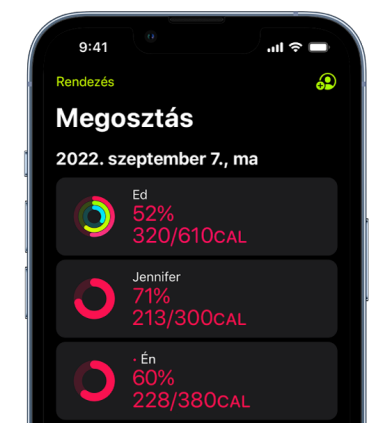 9:41
Rendezés
Megosztás
2022. szeptember 7., ma
Ed
52%
320/610CAL
Jennifer
71%
213/300CAL
· Én
60%
228/380CAL